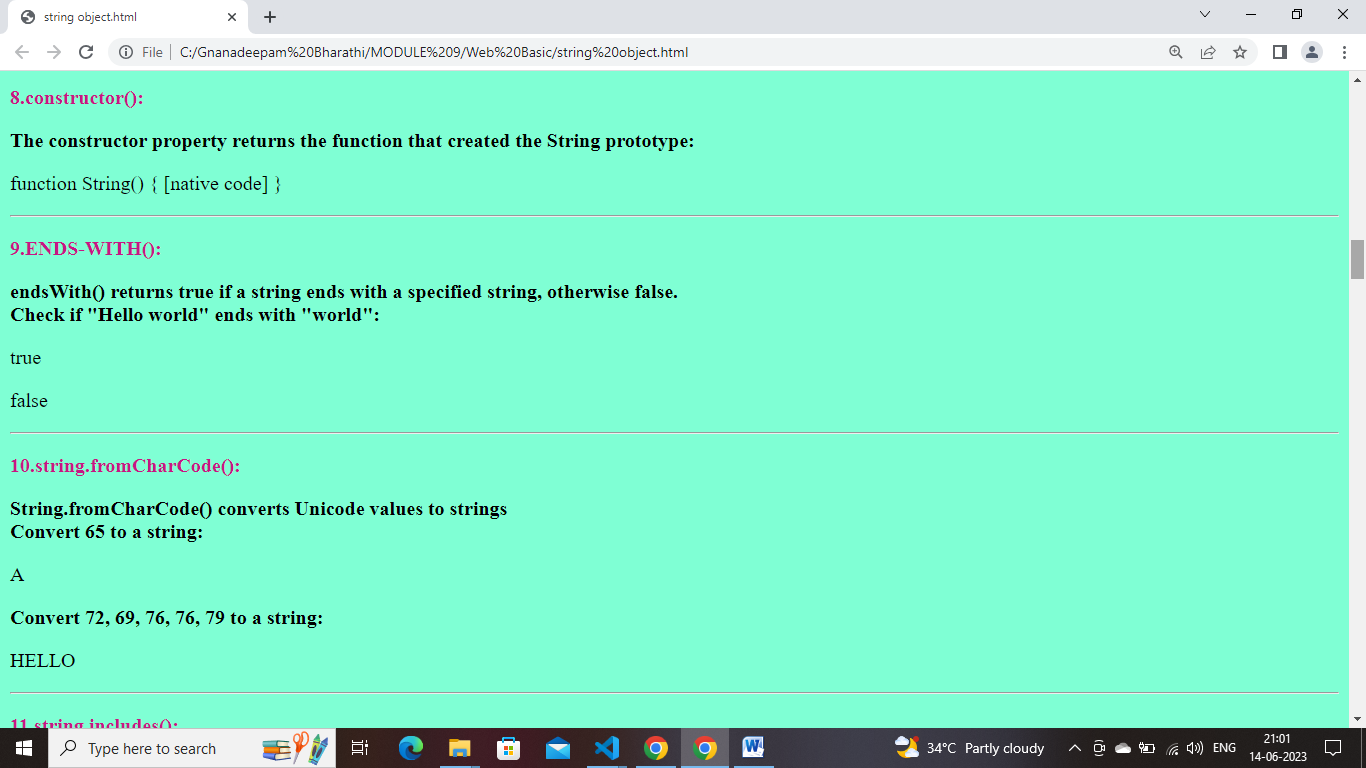 string object.html
File
C:/Gnanadeepam%20Bharathi/MODULE%209/Web%20Basic/string%20object.html
8.constructor():
The constructor property returns the function that created the String prototype:
function String() { [native code] }
9.ENDS-WITH():
endsWith() returns true if a string ends with a specified string, otherwise false.
Check if "Hello world" ends with "world":
true
false
10.string.fromCharCode():
String.fromCharCode() converts Unicode values to strings
Convert 65 to a string:
A
Convert 72, 69, 76, 76, 79 to a string:
HELLO
11.string.includes():
Type here to search
34°C Partly cloudy
ENG
21:01
14-06-2023